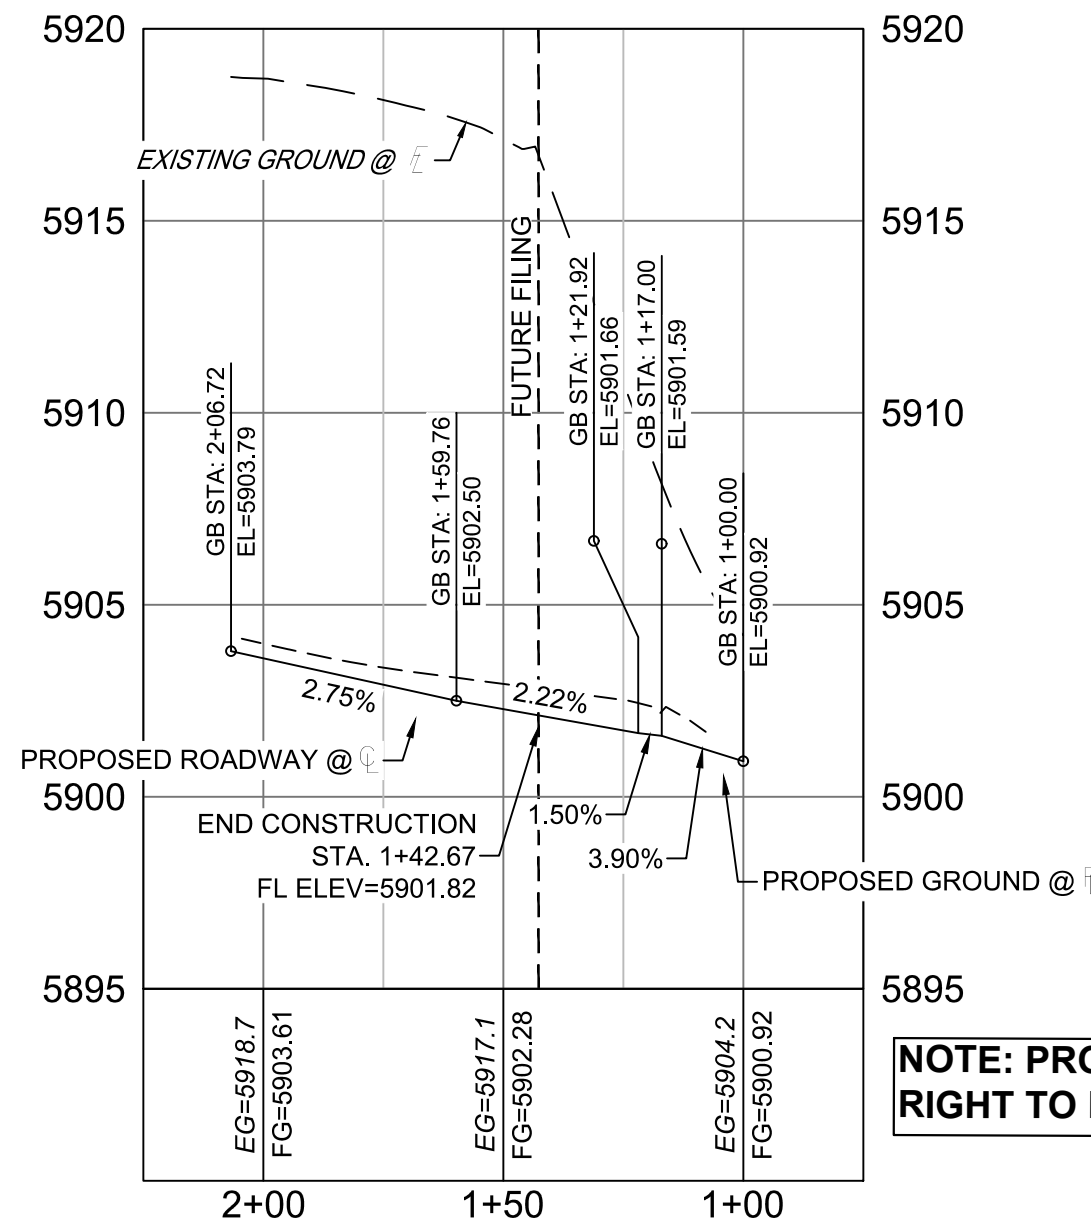 5920
5920
EXISTING GROUND @ FL
5915
5915
FUTURE FILING
GB STA: 1+21.92
EL=5901.66
GB STA: 1+17.00
EL=5901.59
5910
5910
GB STA: 2+06.72
EL=5903.79
GB STA: 1+59.76
EL=5902.50
GB STA: 1+00.00
EL=5900.92
5905
5905
2.75%
2.22%
PROPOSED ROADWAY @ CL
5900
5900
1.50%
END CONSTRUCTION
STA. 1+42.67
FL ELEV=5901.82
3.90%
PROPOSED GROUND @
5895
5895
EG=5918.7
FG=5903.61
EG=5917.1
FG=5902.28
EG=5904.2
FG=5900.92
NOTE:
RIGHT TO
2+00
1+50
1+00